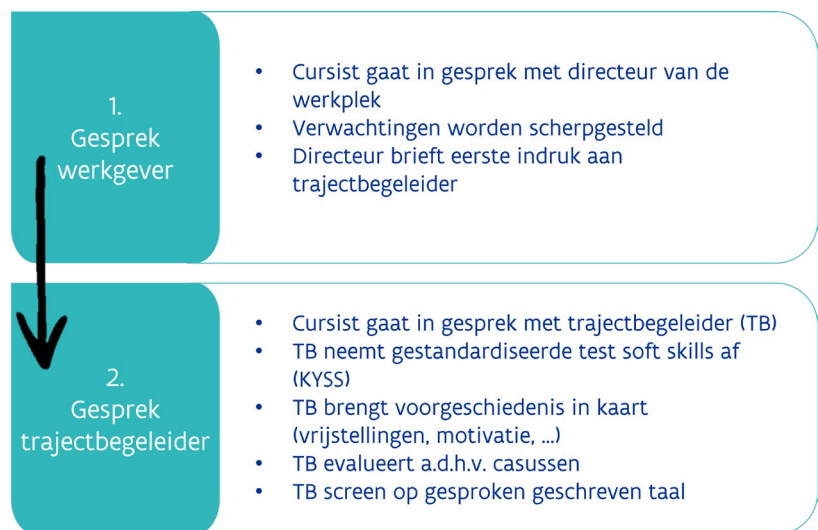 1.
Gesprek
werkgever
• Cursist gaat in gesprek met directeur van de
werkplek
• Verwachtingen worden scherpgesteld
• Directeur brieft eerste indruk aan
trajectbegeleider
2.
Gesprek
trajectbegeleider
• Cursist gaat in gesprek met trajectbegeleider (TB)
• TB neemt gestandardiseerde test soft skills af
(KYSS)
• TB brengt voorgeschiedenis in kaart
(vrijstellingen, motivatie, ...)
• TB evalueert a.d.h.v. casussen
• TB screen op gesproken geschreven taal